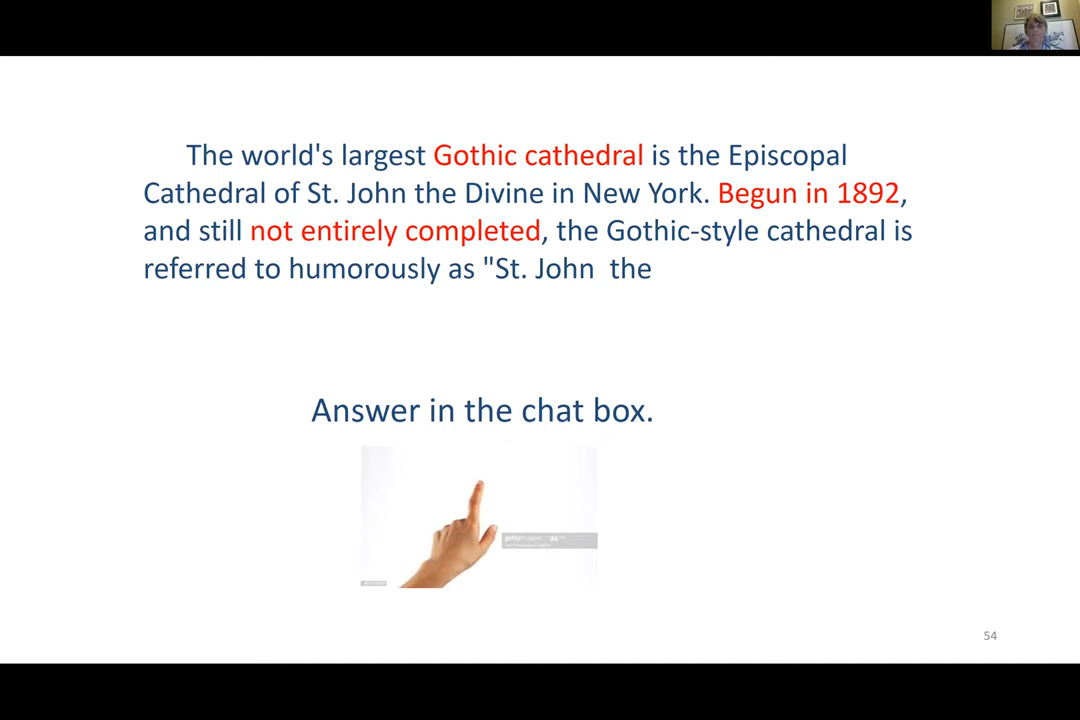 The world's largest Gothic cathedral is the Episcopal
Cathedral of St. John the Divine in New York. Begun in 1892,
and still not entirely completed, the Gothic-style cathedral is
referred to humorously as "St. John  the
Answer in the chat box.
gettyimages
54